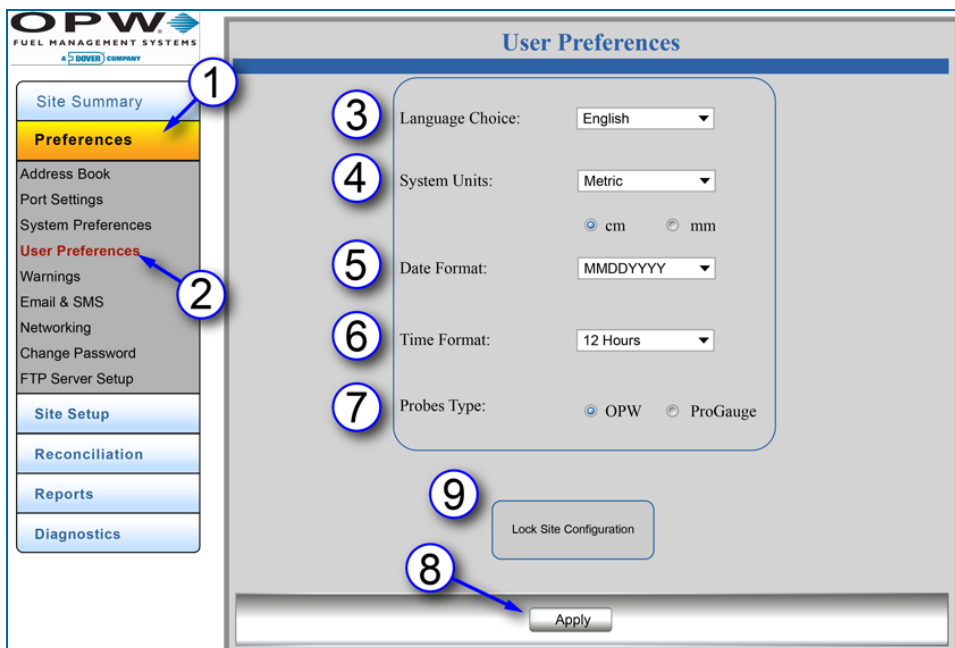 OPW
FUEL MANAGEMENT SYSTEMS
A DOVER COMPANY
User Preferences
1
Site Summary
Preferences
Address Book
Port Settings
System Preferences
User Preferences
Warnings
Email & SMS
Networking
Change Password
FTP Server Setup
2
Site Setup
Reconciliation
Reports
Diagnostics
3 Language Choice: English
4 System Units: Metric
cm mm
5 Date Format: MMDDYYYY
6 Time Format: 12 Hours
7 Probes Type: OPW ProGauge
9
Lock Site Configuration
8
Apply